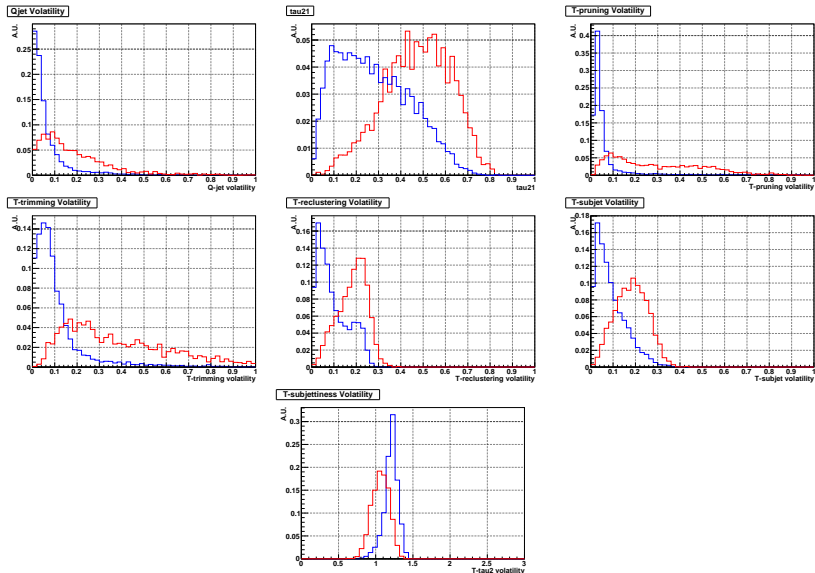 Qjet Volatility
A.U.
0.25
0.2
0.15
0.1
0.05
0
0 0.1 0.2 0.3 0.4 0.5 0.6 0.7 0.8 0.9 1
Q-jet volatility
tau21
A.U.
0.05
0.04
0.03
0.02
0.01
0
0 0.1 0.2 0.3 0.4 0.5 0.6 0.7 0.8 0.9 1
tau21
T-pruning Volatility
A.U.
0.4
0.35
0.3
0.25
0.2
0.15
0.1
0.05
0
0 0.1 0.2 0.3 0.4 0.5 0.6 0.7 0.8 0.9 1
T-pruning volatility
T-trimming Volatility
A.U.
0.14
0.12
0.1
0.08
0.06
0.04
0.02
0
0 0.1 0.2 0.3 0.4 0.5 0.6 0.7 0.8 0.9 1
T-trimming volatility
T-reclustering Volatility
A.U.
0.16
0.14
0.12
0.1
0.08
0.06
0.04
0.02
0
0 0.1 0.2 0.3 0.4 0.5 0.6 0.7 0.8 0.9 1
T-reclustering volatility
T-subjet Volatility
A.U.
0.18
0.16
0.14
0.12
0.1
0.08
0.06
0.04
0.02
0
0 0.1 0.2 0.3 0.4 0.5 0.6 0.7 0.8 0.9 1
T-subjet volatility
T-subjettiness Volatility
A.U.
0.3
0.25
0.2
0.15
0.1
0.05
0
0 0.5 1 1.5 2 2.5 3
T-tau2 volatility